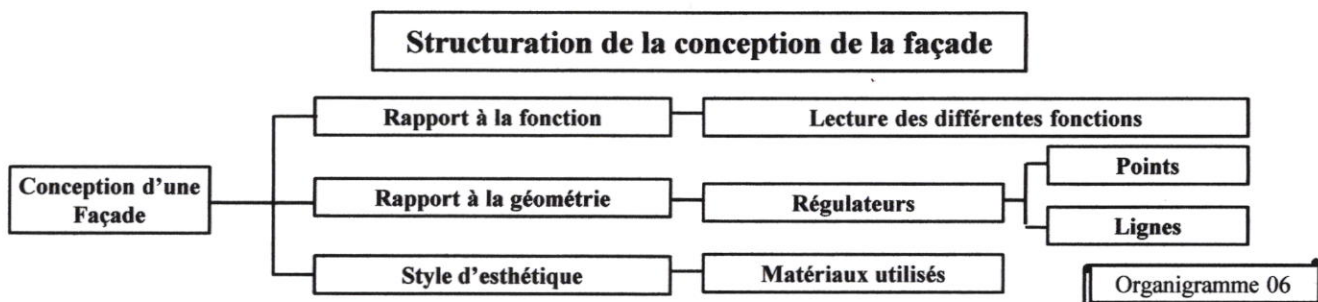 Structuration de la conception de la façade
Rapport à la fonction
Lecture des différentes fonctions
Conception d’une
Façade
Rapport à la géométrie
Régulateurs
Points
Lignes
Style d'esthétique
Matériaux utilisés
Organigramme 06